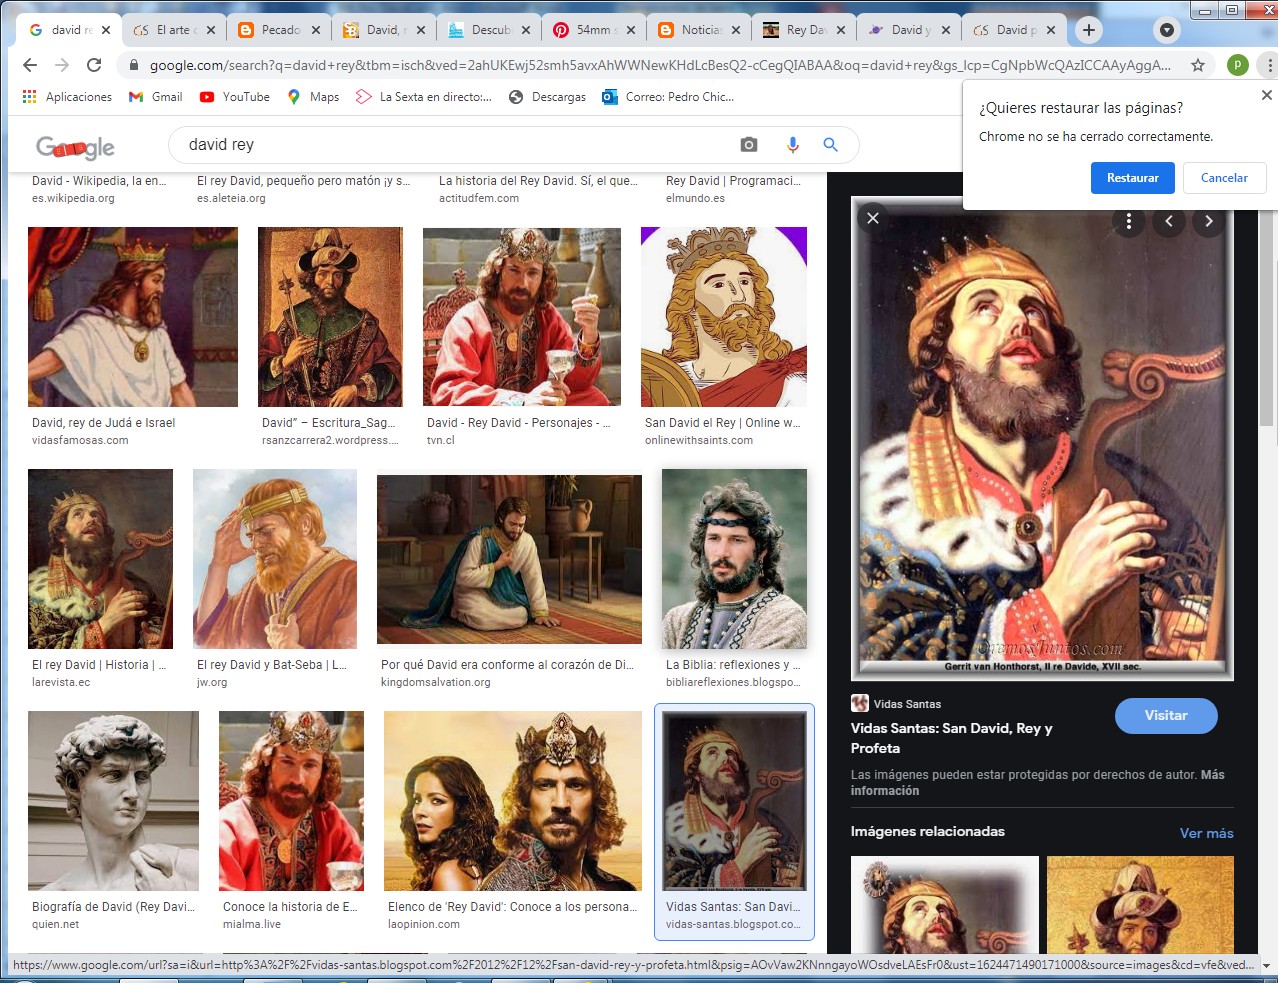 david re
El arte c
Pecado
David, r
Descub
54mm s
Noticias
Rey Dav
David y
David p
google.com/search?q=david+rey&tbm=isch&ved=2ahUKEwj52smh5avxAhWWNewKHdLcBesQ2-cCegQIABAA&oq=david+rey&gs_lcp=CgNpbWcQAzICCAAyAggA...
P
Aplicaciones
Gmail
YouTube
Maps
La Sexta en directo:...
Descargas
Correo: Pedro Chic...
¿Quieres restaurar las páginas?
Chrome no se ha cerrado correctamente.
Restaurar
Cancelar
Google
david rey
David - Wikipedia, la en...
es.wikipedia.org
El rey David, pequeño pero matón ¡y s...
es.aleteia.org
La historia del Rey David. Sí, el que...
actitudfem.com
Rey David | Programaci...
elmundo.es
David, rey de Judá e Israel
vidasfamosas.com
David” – Escritura_Sag...
rsanzcarrera2.wordpress....
David - Rey David - Personajes - ...
tvn.cl
San David el Rey | Online w...
onlinewithsaints.com
El rey David | Historia | ...
larevista.ec
El rey David y Bat-Seba | L...
jw.org
Por qué David era conforme al corazón de Di...
kingdomsalvation.org
La Biblia: reflexiones y ...
bibliareflexiones.blogspo...
Biografía de David (Rey Davi...
quien.net
Conoce la historia de E...
mialma.live
Elenco de 'Rey David': Conoce a los persona...
laopinion.com
Vidas Santas: San Davi...
vidas-santas.blogspot.co...
OremosJuntos.com
Gerrit van Honthorst, Il re Davide, XVII sec.
Vidas Santas
Vidas Santas: San David, Rey y
Profeta
Visitar
Las imágenes pueden estar protegidas por derechos de autor. Más
información
Imágenes relacionadas
Ver más
https://www.google.com/url?sa=i&url=http%3A%2F%2Fvidas-santas.blogspot.com%2F2012%2F12%2Fsan-david-rey-y-profeta.html&psig=AOvVaw2KNnngayoWOsdveLAEsFr0&ust=1624471490171000&source=images&cd=vfe&ved...